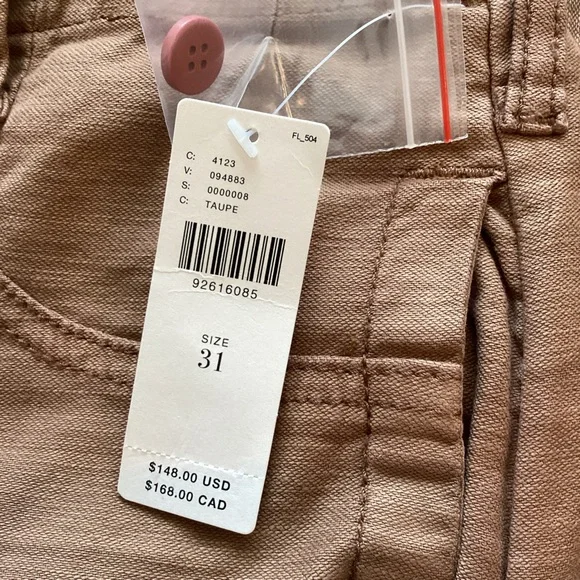 FL_504
C: 4123
V: 094883
S: 0000008
C: TAUPE
92616085
SIZE
31
$148.00 USD
$168.00 CAD